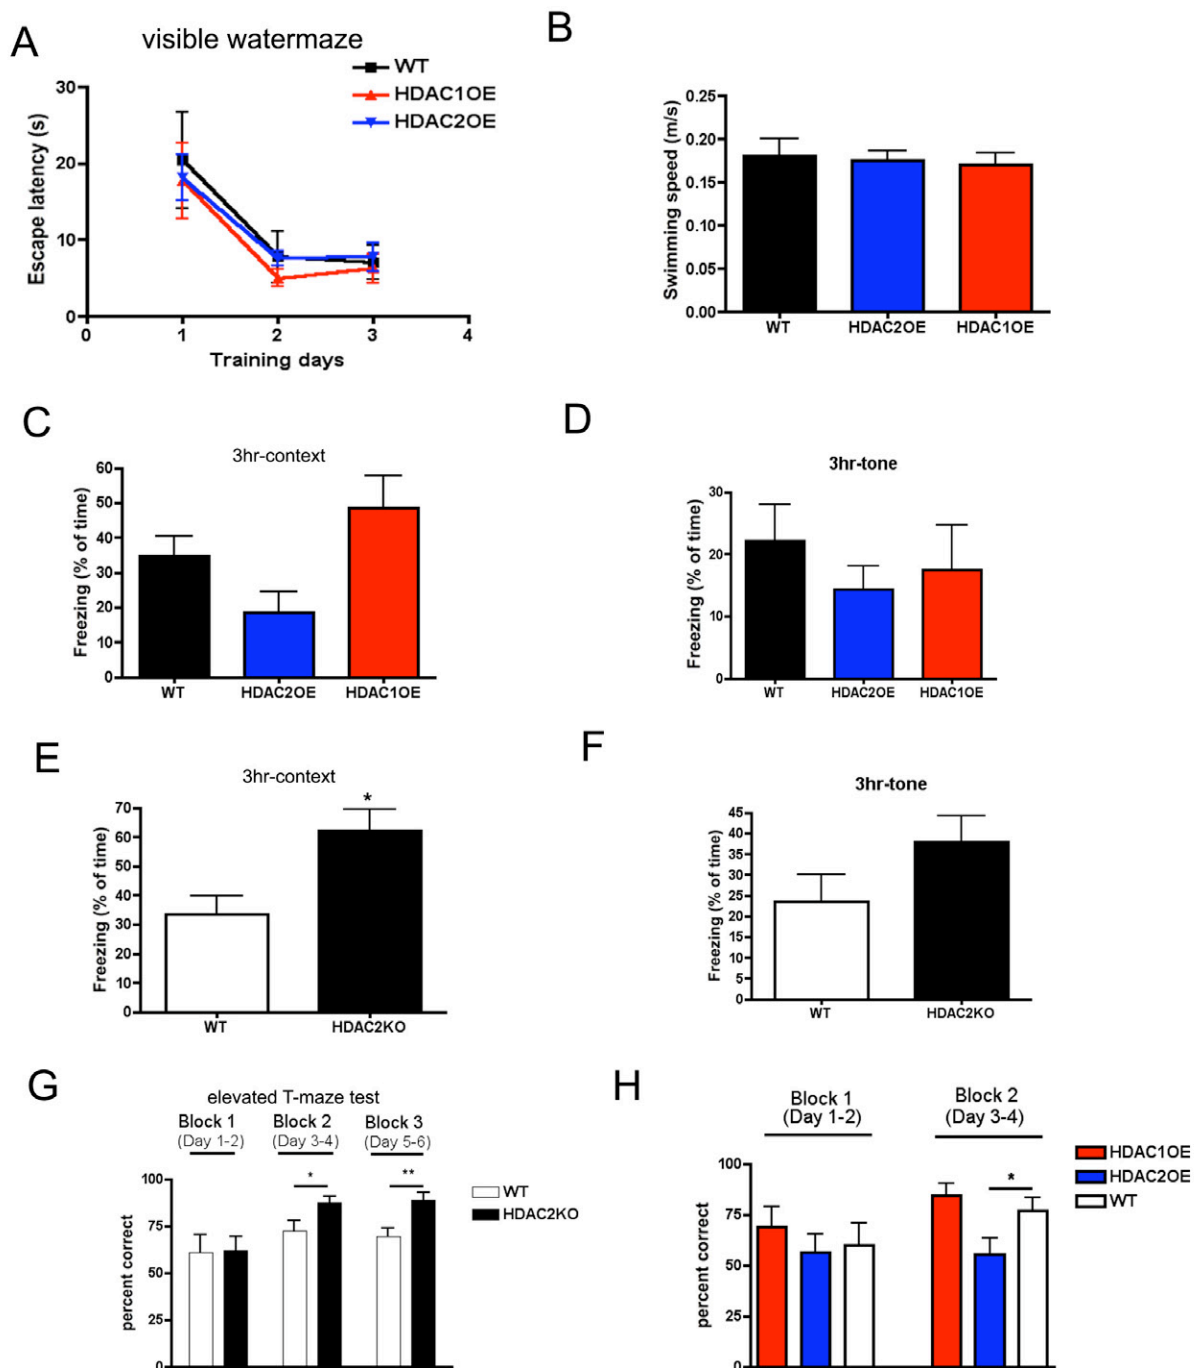 A
visible watermaze
WT
HDAC1OE
HDAC2OE
30
20
10
0
Escape latency (s)
0 1 2 3 4
Training days
B
0.25
0.20
0.15
0.10
0.05
0.00
Swimming speed (m/s)
WT HDAC2OE HDAC1OE
C
3hr-context
60
50
40
30
20
10
0
Freezing (% of time)
WT HDAC2OE HDAC1OE
D
3hr-tone
30
20
10
0
Freezing (% of time)
WT HDAC2OE HDAC1OE
E
3hr-context
*
70
60
50
40
30
20
10
0
Freezing (% of time)
WT HDAC2KO
F
3hr-tone
45
40
35
30
25
20
15
10
5
0
Freezing (% of time)
WT HDAC2KO
G
elevated T-maze test
Block 1 Block 2 Block 3
(Day 1-2) (Day 3-4) (Day 5-6)
* **
100
75
50
25
0
percent correct
WT
HDAC2KO
H
Block 1 Block 2
(Day 1-2) (Day 3-4)
*
100
75
50
25
0
percent correct
HDAC1OE
HDAC2OE
WT